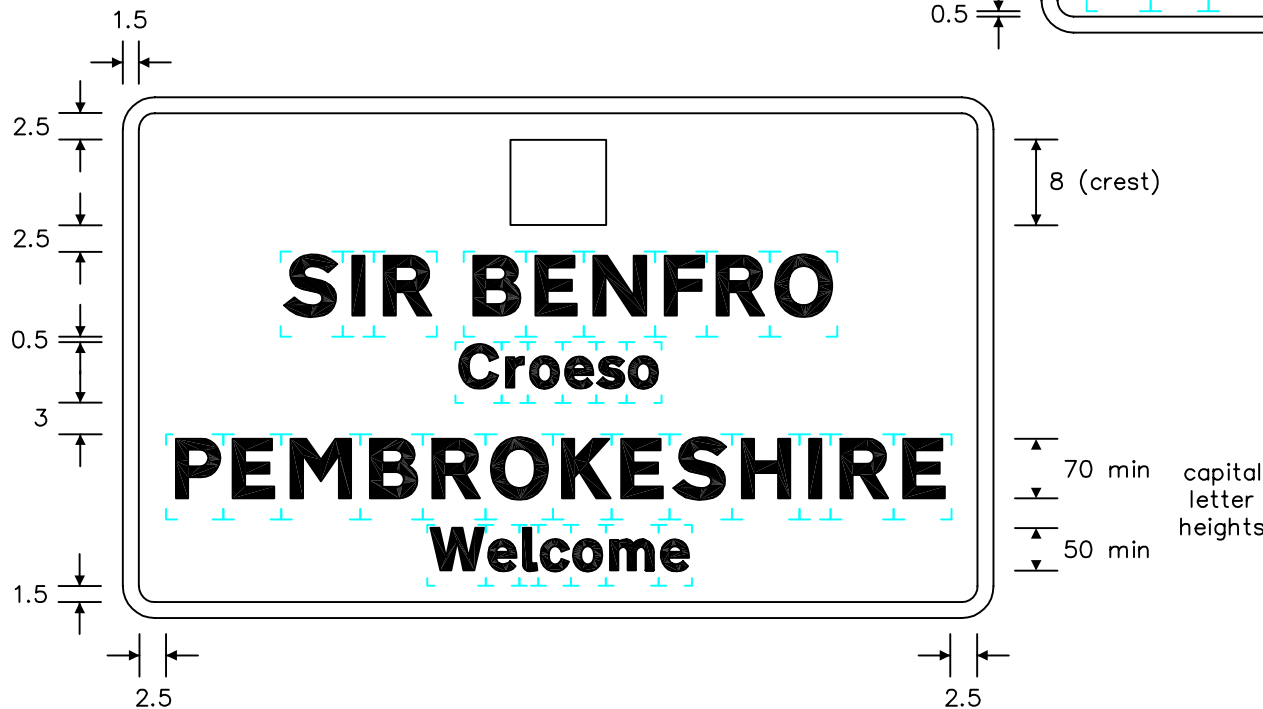 1.5
0.5
2.5
8 (crest)
2.5
SIR BENFRO
0.5
Croeso
3
PEMBROKESHIRE
70 min
capital
letter
heights
Welcome
50 min
1.5
2.5
2.5